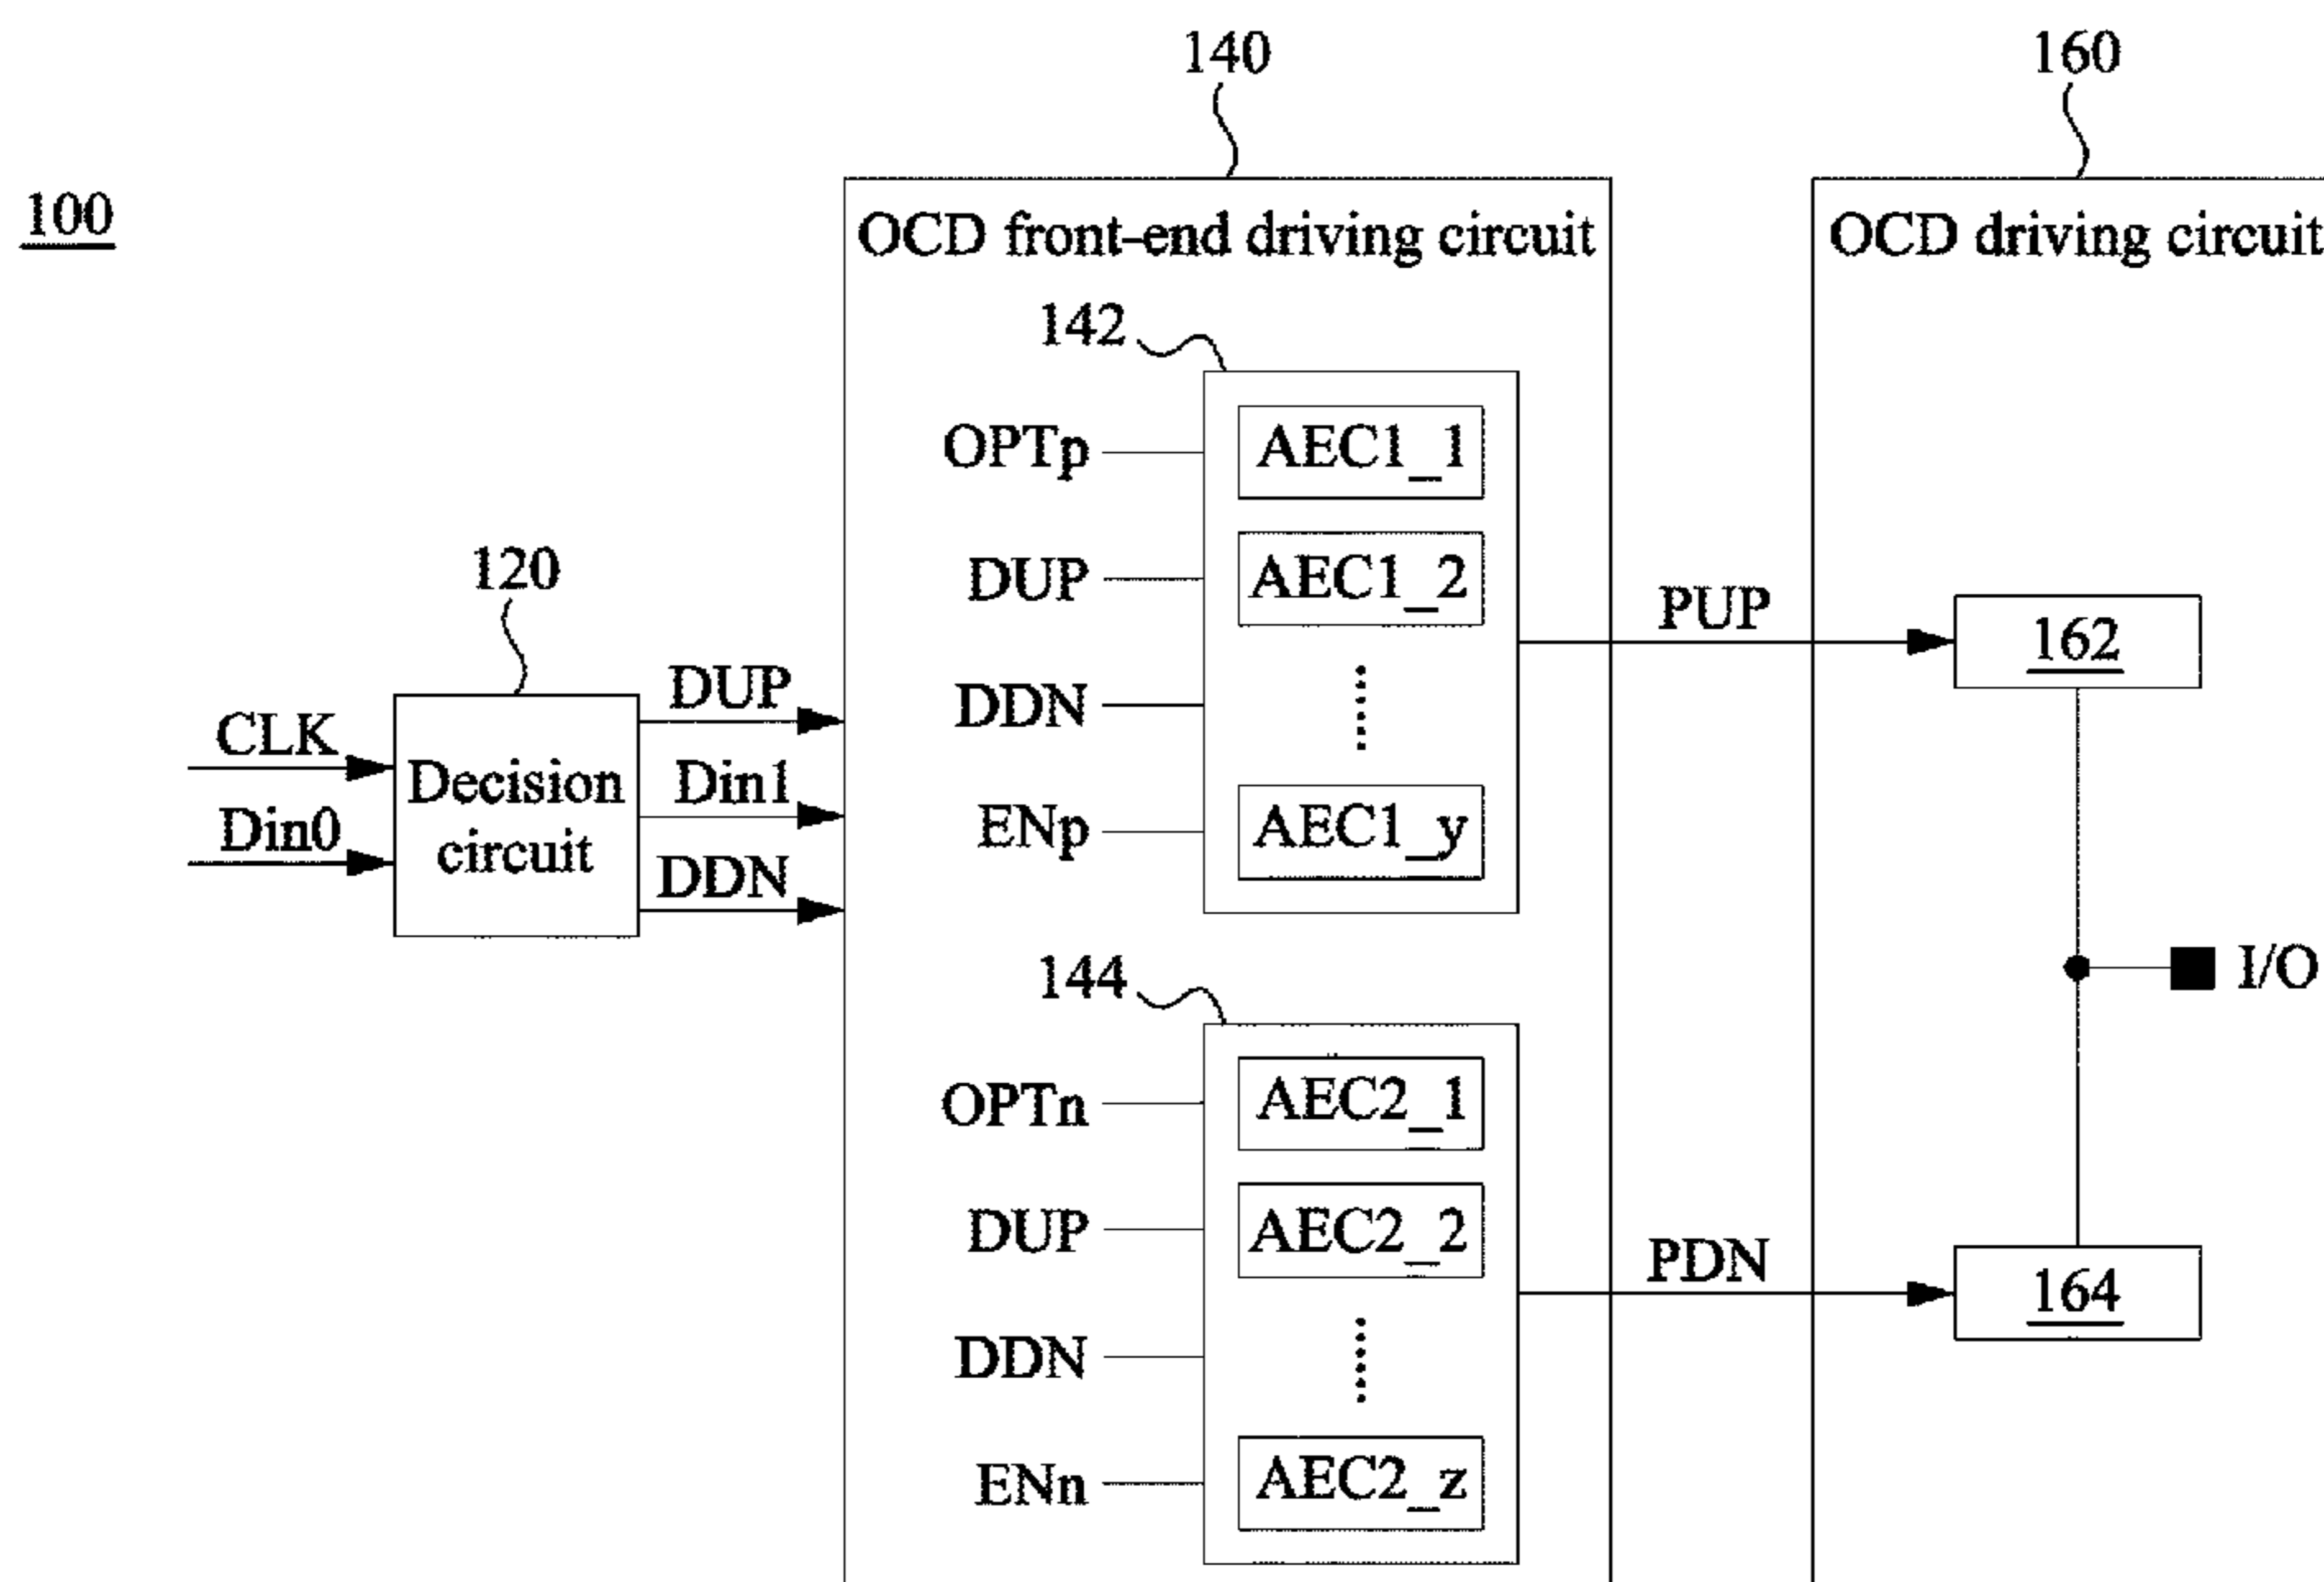 140
160
100
OCD front-end driving circuit
OCD driving circuit
142
OPTp
AEC1_1
DUP
AEC1_2
DDN
ENp
AEC1_y
120
CLK
Din0
Decision
circuit
DUP
Din1
DDN
PUP
162
I/O
144
OPTn
AEC2_1
DUP
AEC2_2
DDN
ENn
AEC2_z
PDN
164